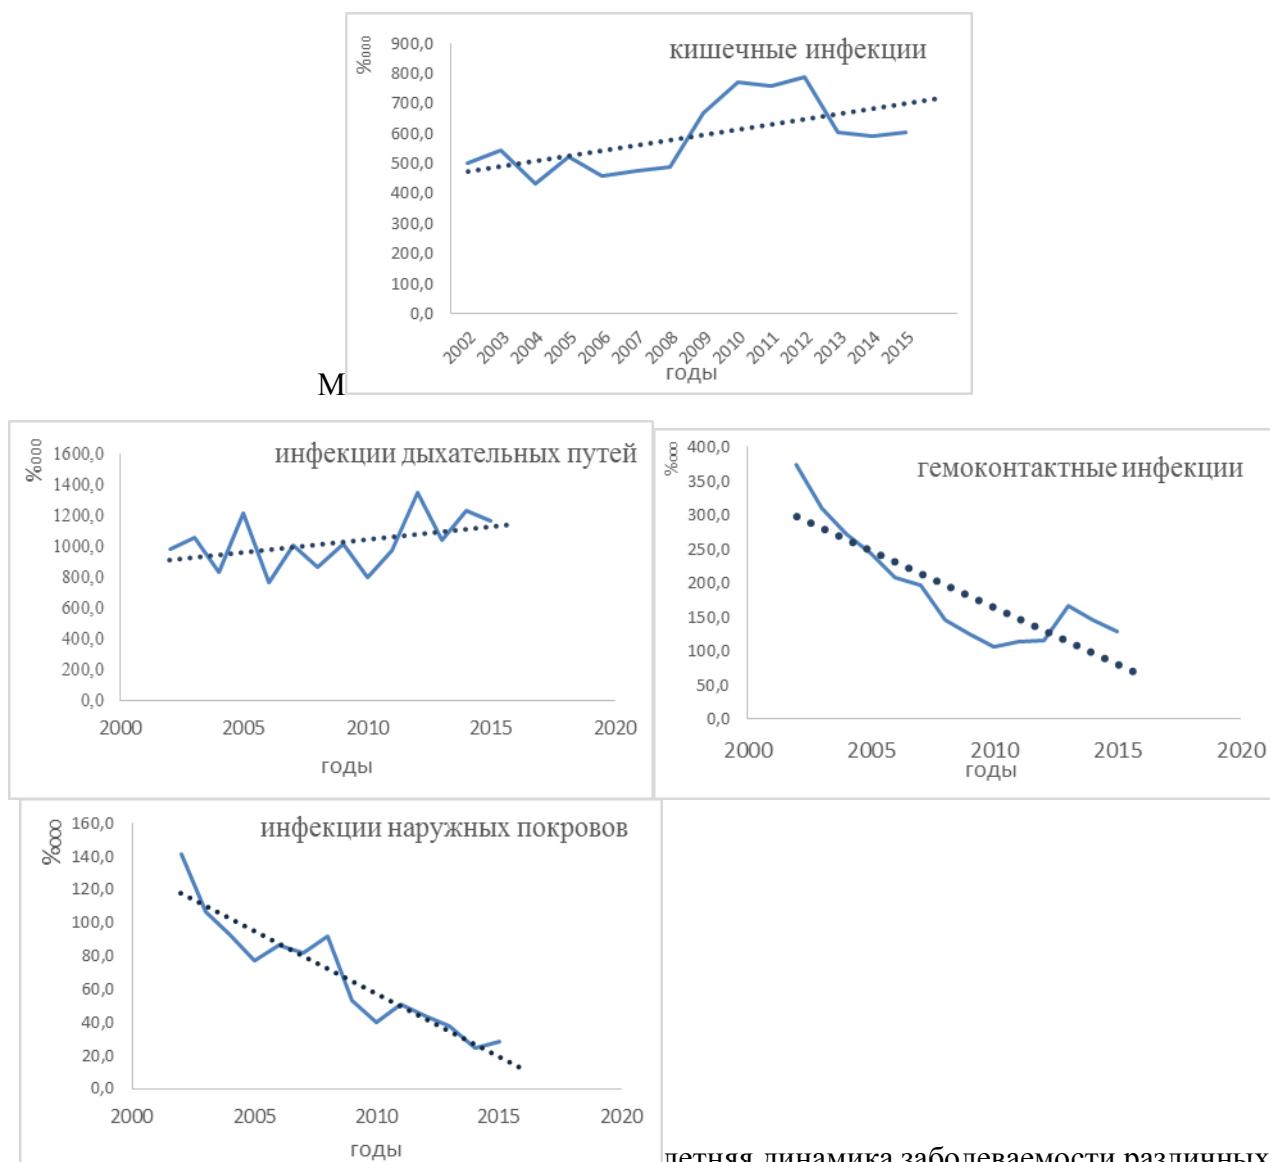 кишечные инфекции
%000
900,0
800,0
700,0
600,0
500,0
400,0
300,0
200,0
100,0
0,0
2002 2003 2004 2005 2006 2007 2008 2009 2010 2011 2012 2013 2014 2015
годы
М
инфекции дыхательных путей
%000
1600,0
1400,0
1200,0
1000,0
800,0
600,0
400,0
200,0
0,0
2000 2005 2010 2015 2020
годы
гемоконтактные инфекции
%000
400,0
350,0
300,0
250,0
200,0
150,0
100,0
50,0
0,0
2000 2005 2010 2015 2020
годы
инфекции наружных покровов
%000
160,0
140,0
120,0
100,0
80,0
60,0
40,0
20,0
0,0
2000 2005 2010 2015 2020
годы
летняя динамика заболеваемости различных